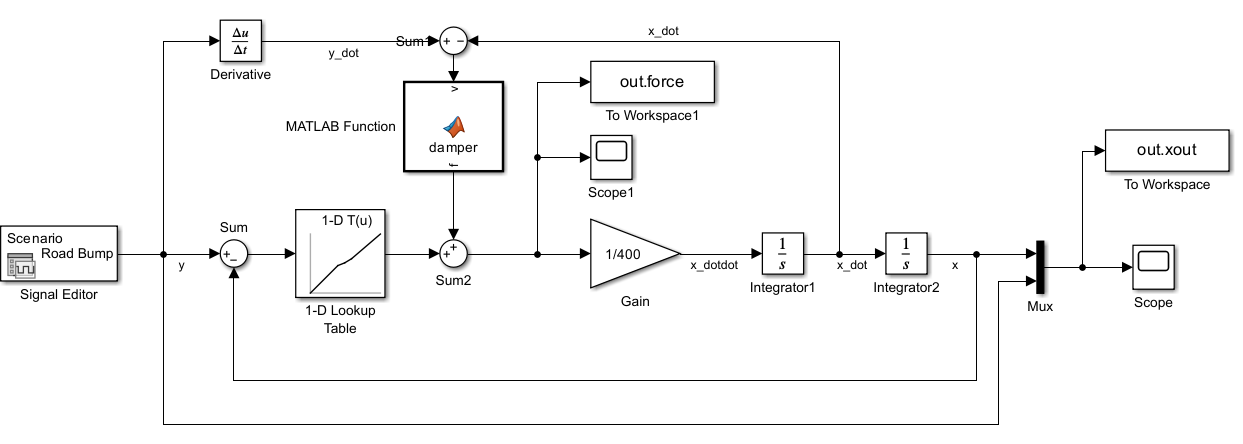 Δu
Δt
Derivative
y_dot
Sum1
+ −
x_dot
v
MATLAB Function
damper
f
out.force
To Workspace1
Scope1
out.xout
To Workspace
Scenario
Road Bump
Signal Editor
y
Sum
+
−
1-D T(u)
1-D Lookup
Table
+
+
Sum2
1/400
Gain
x_dotdot
1
s
Integrator1
x_dot
1
s
Integrator2
x
Mux
Scope